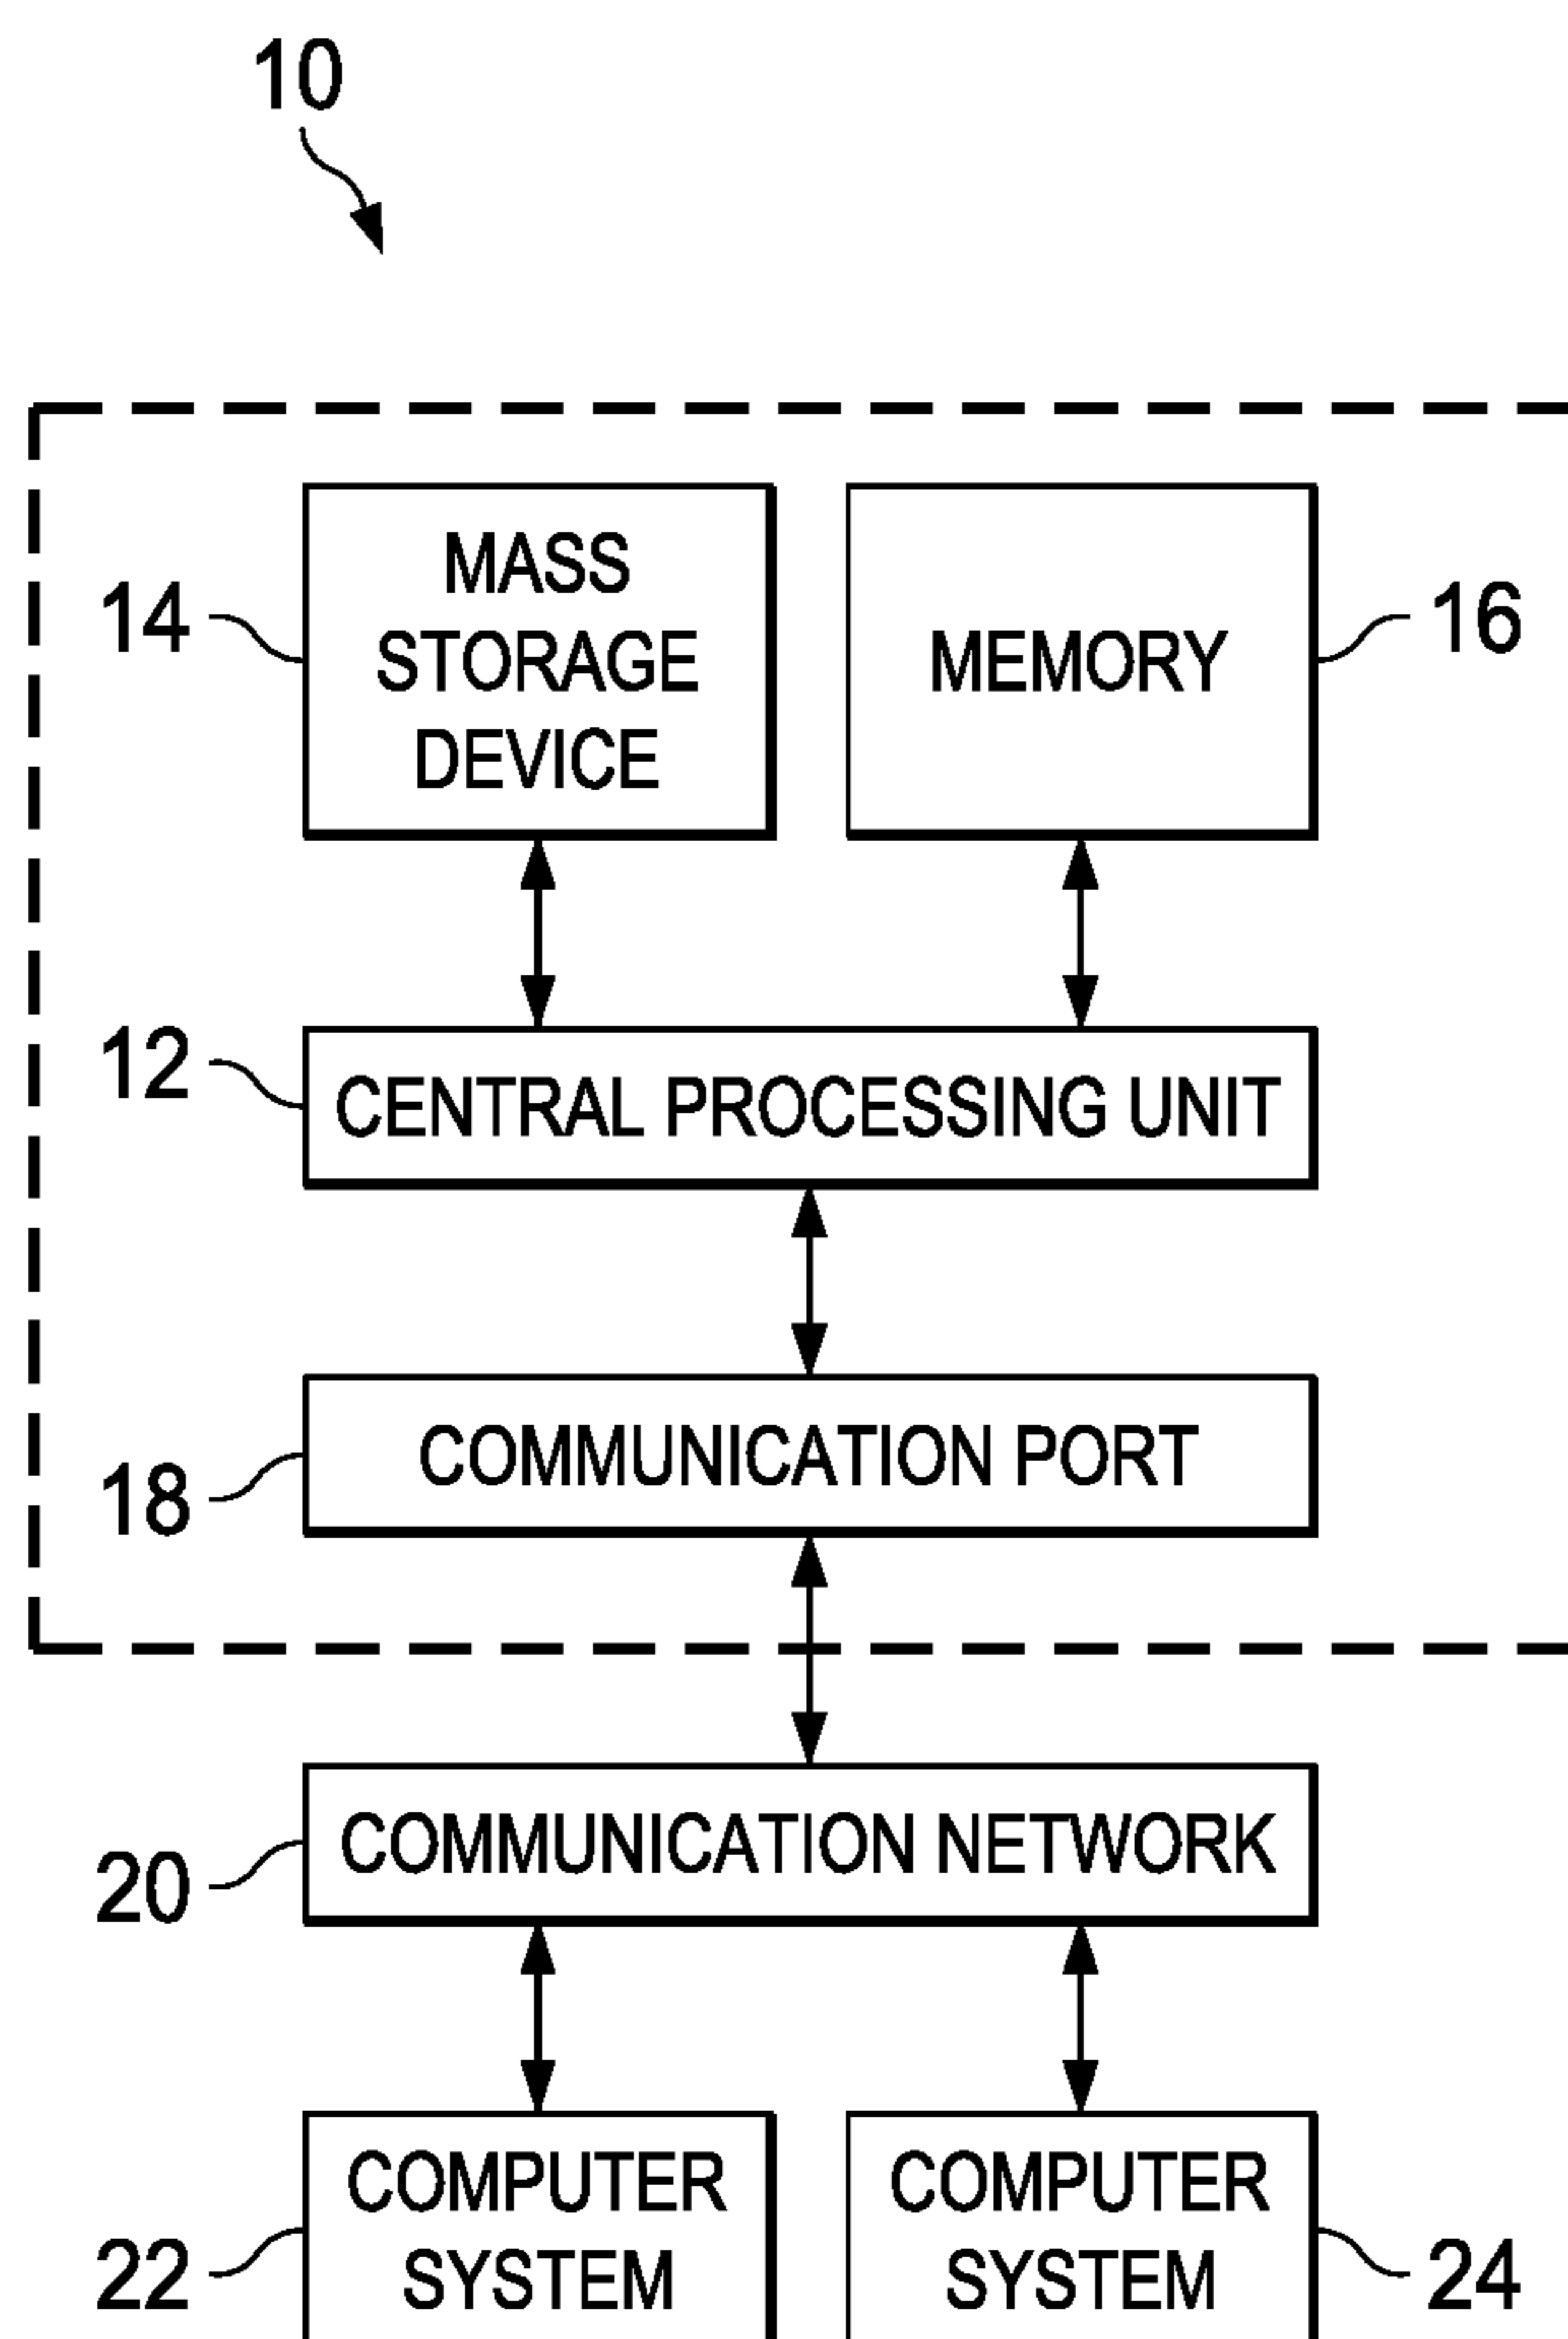 10
MASS
STORAGE
DEVICE
14
MEMORY
16
12
CENTRAL PROCESSING UNIT
COMMUNICATION PORT
18
COMMUNICATION NETWORK
20
COMPUTER
SYSTEM
22
COMPUTER
SYSTEM
24